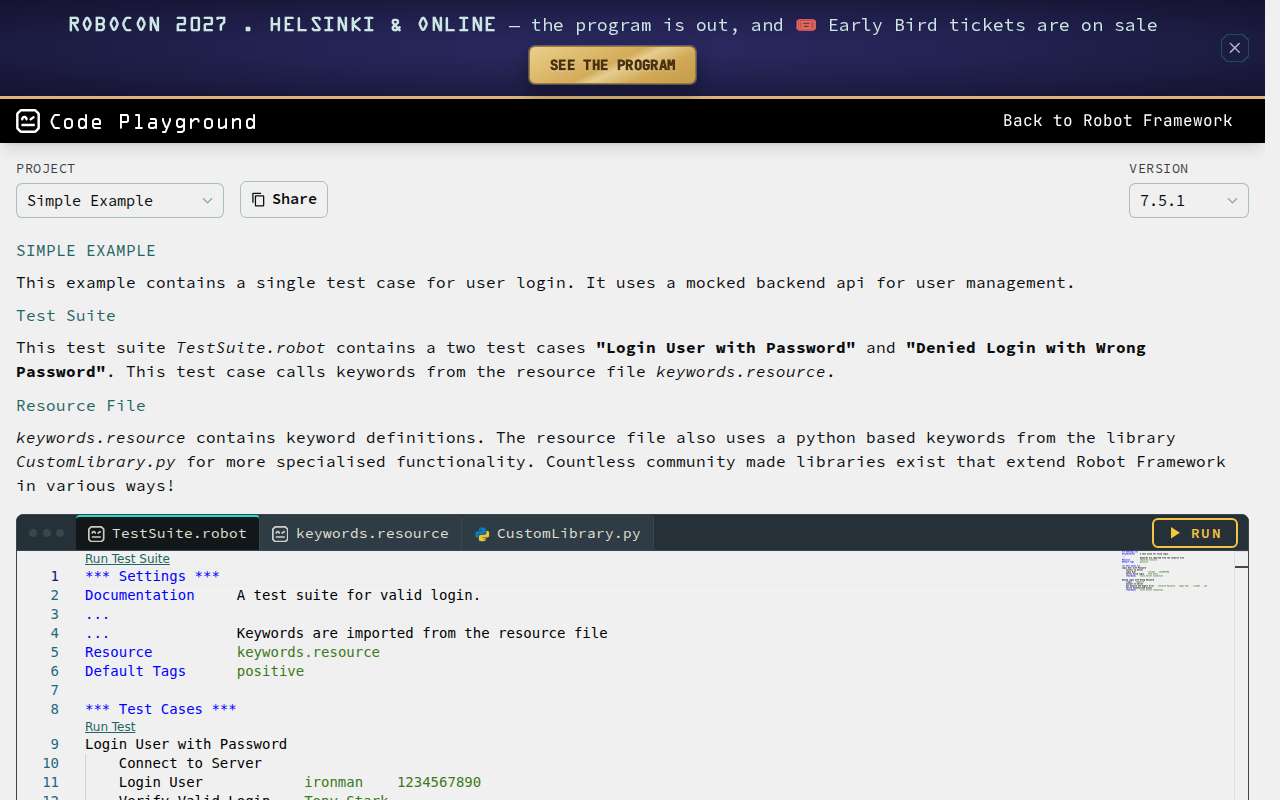 ROBOCON 2027 . HELSINKI & ONLINE — the program is out, and 🎟️ Early Bird tickets are on sale
SEE THE PROGRAM
Code Playground
Back to Robot Framework
PROJECT
VERSION
Simple Example
Share
7.5.1
SIMPLE EXAMPLE
This example contains a single test case for user login. It uses a mocked backend api for user management.
Test Suite
This test suite TestSuite.robot contains a two test cases "Login User with Password" and "Denied Login with Wrong
Password". This test case calls keywords from the resource file keywords.resource.
Resource File
keywords.resource contains keyword definitions. The resource file also uses a python based keywords from the library
CustomLibrary.py for more specialised functionality. Countless community made libraries exist that extend Robot Framework
in various ways!
TestSuite.robot
keywords.resource
CustomLibrary.py
RUN
Run Test Suite
1 *** Settings ***
2 Documentation     A test suite for valid login.
3 ...
4 ...               Keywords are imported from the resource file
5 Resource          keywords.resource
6 Default Tags      positive
7
8 *** Test Cases ***
Run Test
9 Login User with Password
10     Connect to Server
11     Login User            ironman    1234567890
12     Verify Valid Login    Tony Stark